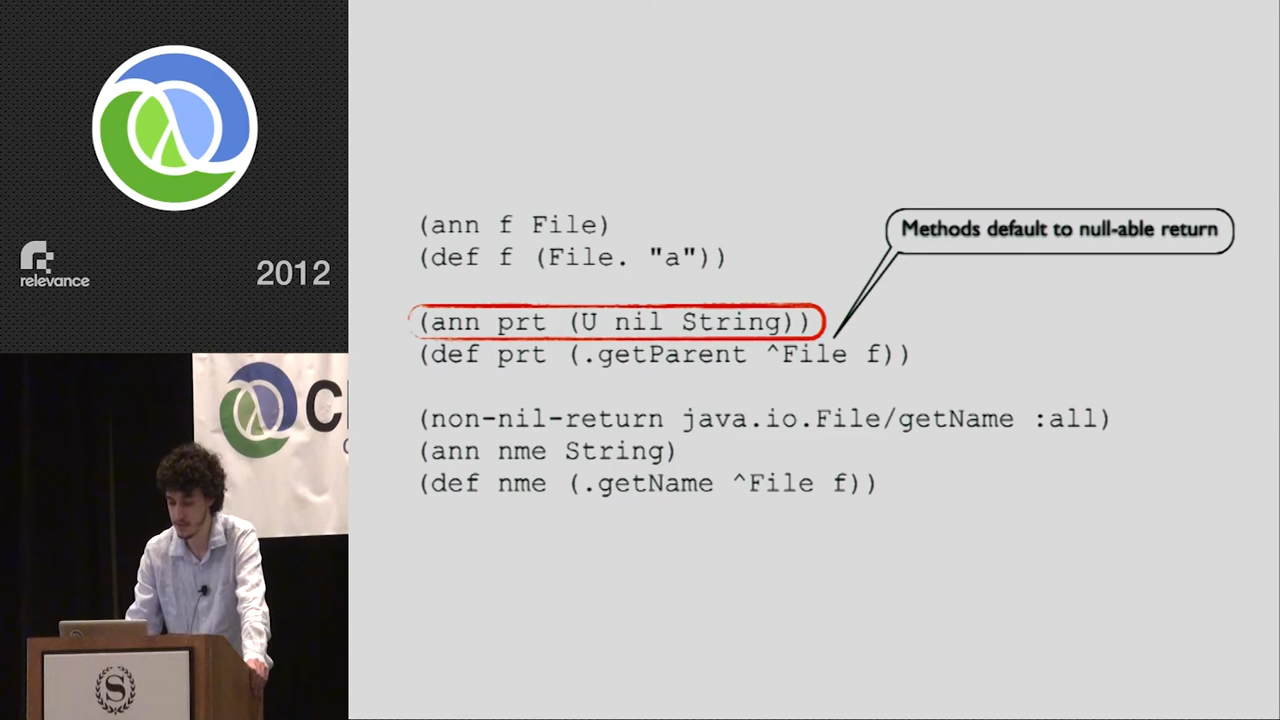 relevance
2012
C
S
(ann f File)
(def f (File. "a"))
Methods default to null-able return
(ann prt (U nil String))
(def prt (.getParent ^File f))
(non-nil-return java.io.File/getName :all)
(ann nme String)
(def nme (.getName ^File f))